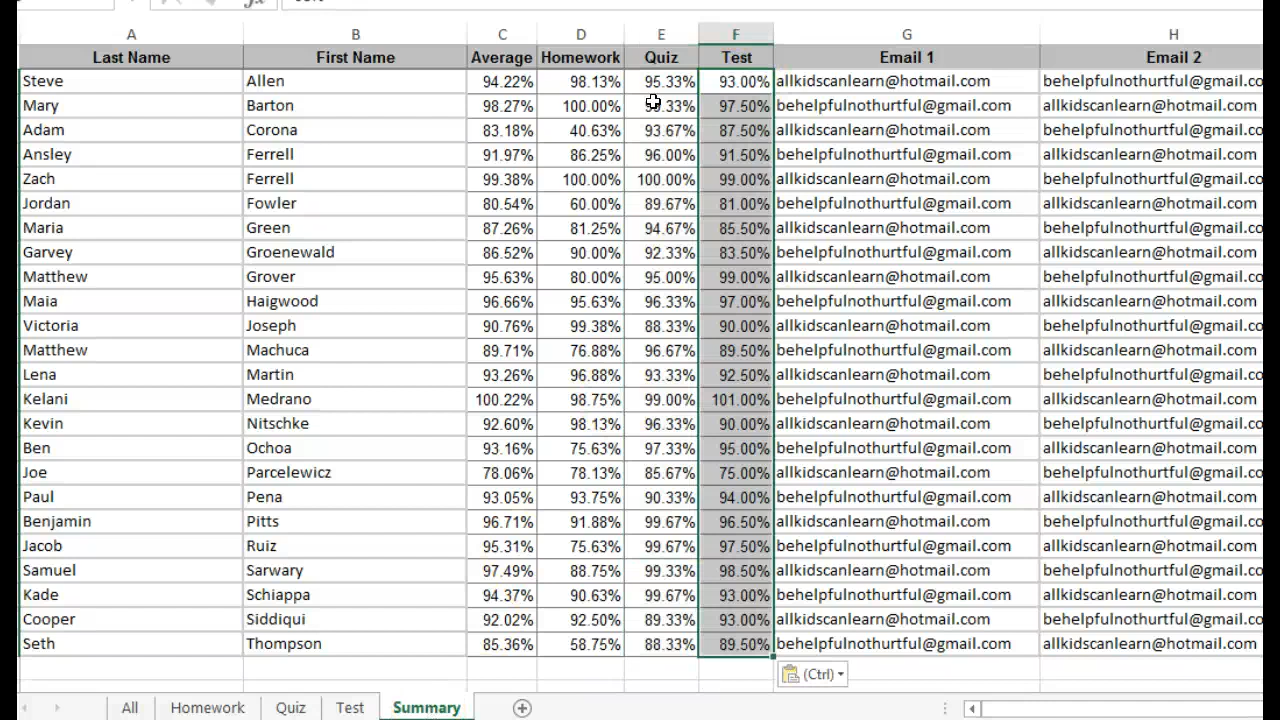 A B C D E F G H
Last Name First Name Average Homework Quiz Test Email 1 Email 2
Steve Allen 94.22% 98.13% 95.33% 93.00% allkidscanlearn@hotmail.com behelpfulnothurtful@gmail.co
Mary Barton 98.27% 100.00% 97.50% behelpfulnothurtful@gmail.com allkidscanlearn@hotmail.com
Adam Corona 83.18% 40.63% 93.67% 87.50% allkidscanlearn@hotmail.com behelpfulnothurtful@gmail.co
Ansley Ferrell 91.97% 86.25% 96.00% 91.50% behelpfulnothurtful@gmail.com allkidscanlearn@hotmail.com
Zach Ferrell 99.38% 100.00% 100.00% 99.00% allkidscanlearn@hotmail.com behelpfulnothurtful@gmail.co
Jordan Fowler 80.54% 60.00% 89.67% 81.00% behelpfulnothurtful@gmail.com allkidscanlearn@hotmail.com
Maria Green 87.26% 81.25% 94.67% 85.50% allkidscanlearn@hotmail.com behelpfulnothurtful@gmail.co
Garvey Groenewald 86.52% 90.00% 92.33% 83.50% behelpfulnothurtful@gmail.com allkidscanlearn@hotmail.com
Matthew Grover 95.63% 80.00% 95.00% 99.00% allkidscanlearn@hotmail.com behelpfulnothurtful@gmail.co
Maia Haigwood 96.66% 95.63% 96.33% 97.00% behelpfulnothurtful@gmail.com allkidscanlearn@hotmail.com
Victoria Joseph 90.76% 99.38% 88.33% 90.00% allkidscanlearn@hotmail.com behelpfulnothurtful@gmail.co
Matthew Machuca 89.71% 76.88% 96.67% 89.50% behelpfulnothurtful@gmail.com allkidscanlearn@hotmail.com
Lena Martin 93.26% 96.88% 93.33% 92.50% allkidscanlearn@hotmail.com behelpfulnothurtful@gmail.co
Kelani Medrano 100.22% 98.75% 99.00% 101.00% behelpfulnothurtful@gmail.com allkidscanlearn@hotmail.com
Kevin Nitschke 92.60% 98.13% 96.33% 90.00% allkidscanlearn@hotmail.com behelpfulnothurtful@gmail.co
Ben Ochoa 93.16% 75.63% 97.33% 95.00% behelpfulnothurtful@gmail.com allkidscanlearn@hotmail.com
Joe Parcelewicz 78.06% 78.13% 85.67% 75.00% allkidscanlearn@hotmail.com behelpfulnothurtful@gmail.co
Paul Pena 93.05% 93.75% 90.33% 94.00% behelpfulnothurtful@gmail.com allkidscanlearn@hotmail.com
Benjamin Pitts 96.71% 91.88% 99.67% 96.50% allkidscanlearn@hotmail.com behelpfulnothurtful@gmail.co
Jacob Ruiz 95.31% 75.63% 99.67% 97.50% behelpfulnothurtful@gmail.com allkidscanlearn@hotmail.com
Samuel Sarwary 97.49% 88.75% 99.33% 98.50% allkidscanlearn@hotmail.com behelpfulnothurtful@gmail.co
Kade Schiappa 94.37% 90.63% 99.67% 93.00% behelpfulnothurtful@gmail.com allkidscanlearn@hotmail.com
Cooper Siddiqui 92.02% 92.50% 89.33% 93.00% allkidscanlearn@hotmail.com behelpfulnothurtful@gmail.co
Seth Thompson 85.36% 58.75% 88.33% 89.50% behelpfulnothurtful@gmail.com allkidscanlearn@hotmail.com
(Ctrl)
All Homework Quiz Test Summary